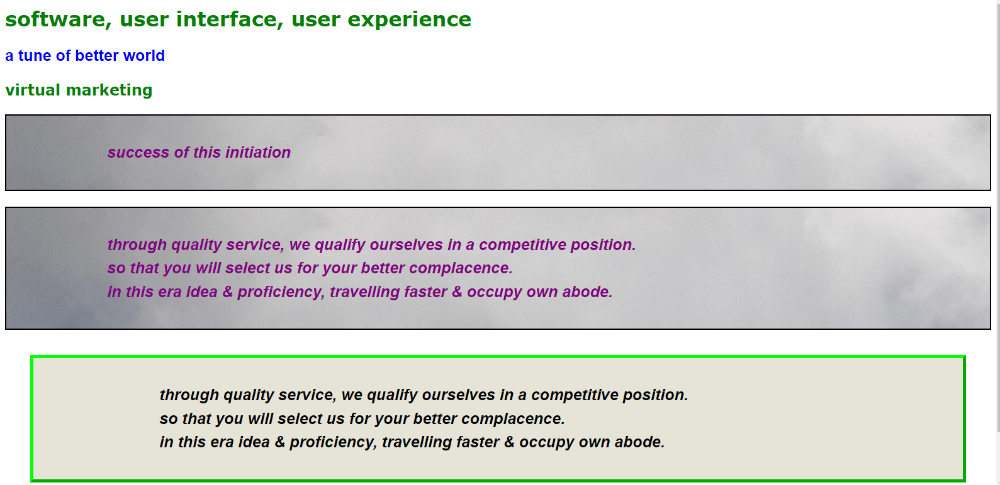 software, user interface, user experience
a tune of better world
virtual marketing
success of this initiation
through quality service, we qualify ourselves in a competitive position.
so that you will select us for your better complacence.
in this era idea & proficiency, travelling faster & occupy own abode.
through quality service, we qualify ourselves in a competitive position.
so that you will select us for your better complacence.
in this era idea & proficiency, travelling faster & occupy own abode.